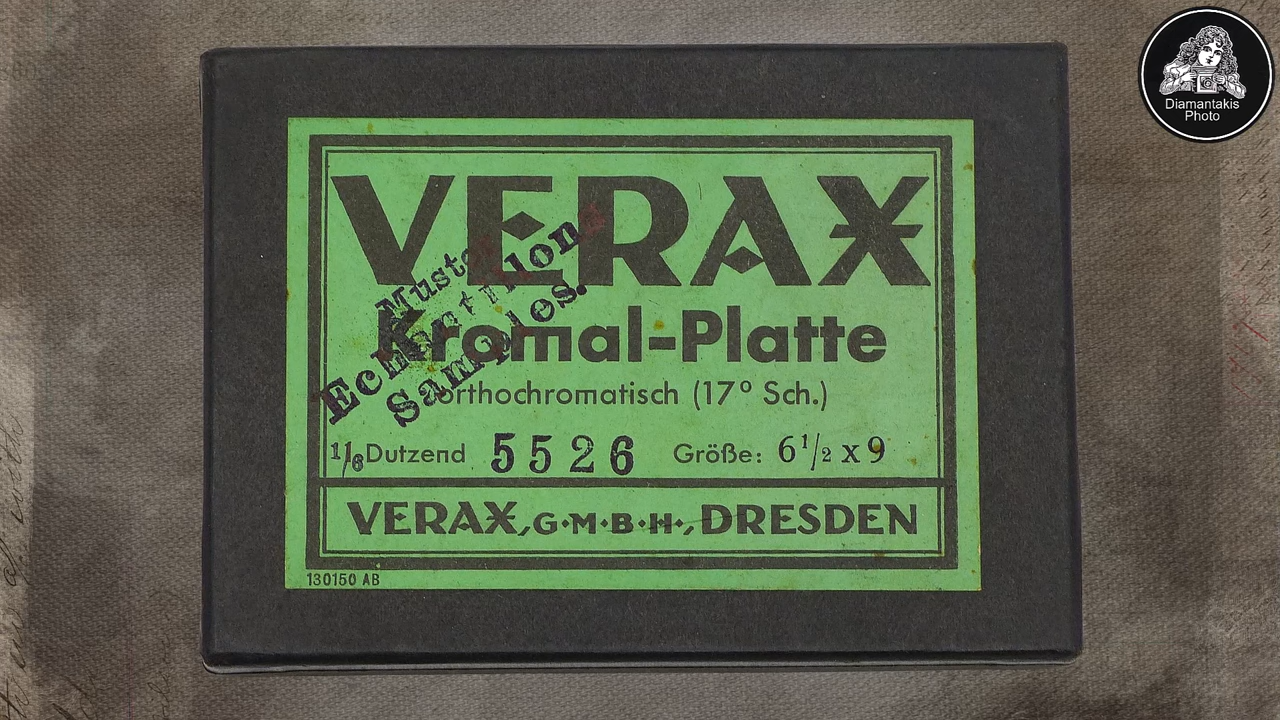 VERAX
Kromal-Platte
orthochromatisch (17° Sch.)
Muster
Echantillons
Samples.
1/6 Dutzend 5526 Größe: 6 1/2 x 9
VERAX, G·M·B·H·, DRESDEN
130150 AB
Diamantakis
Photo